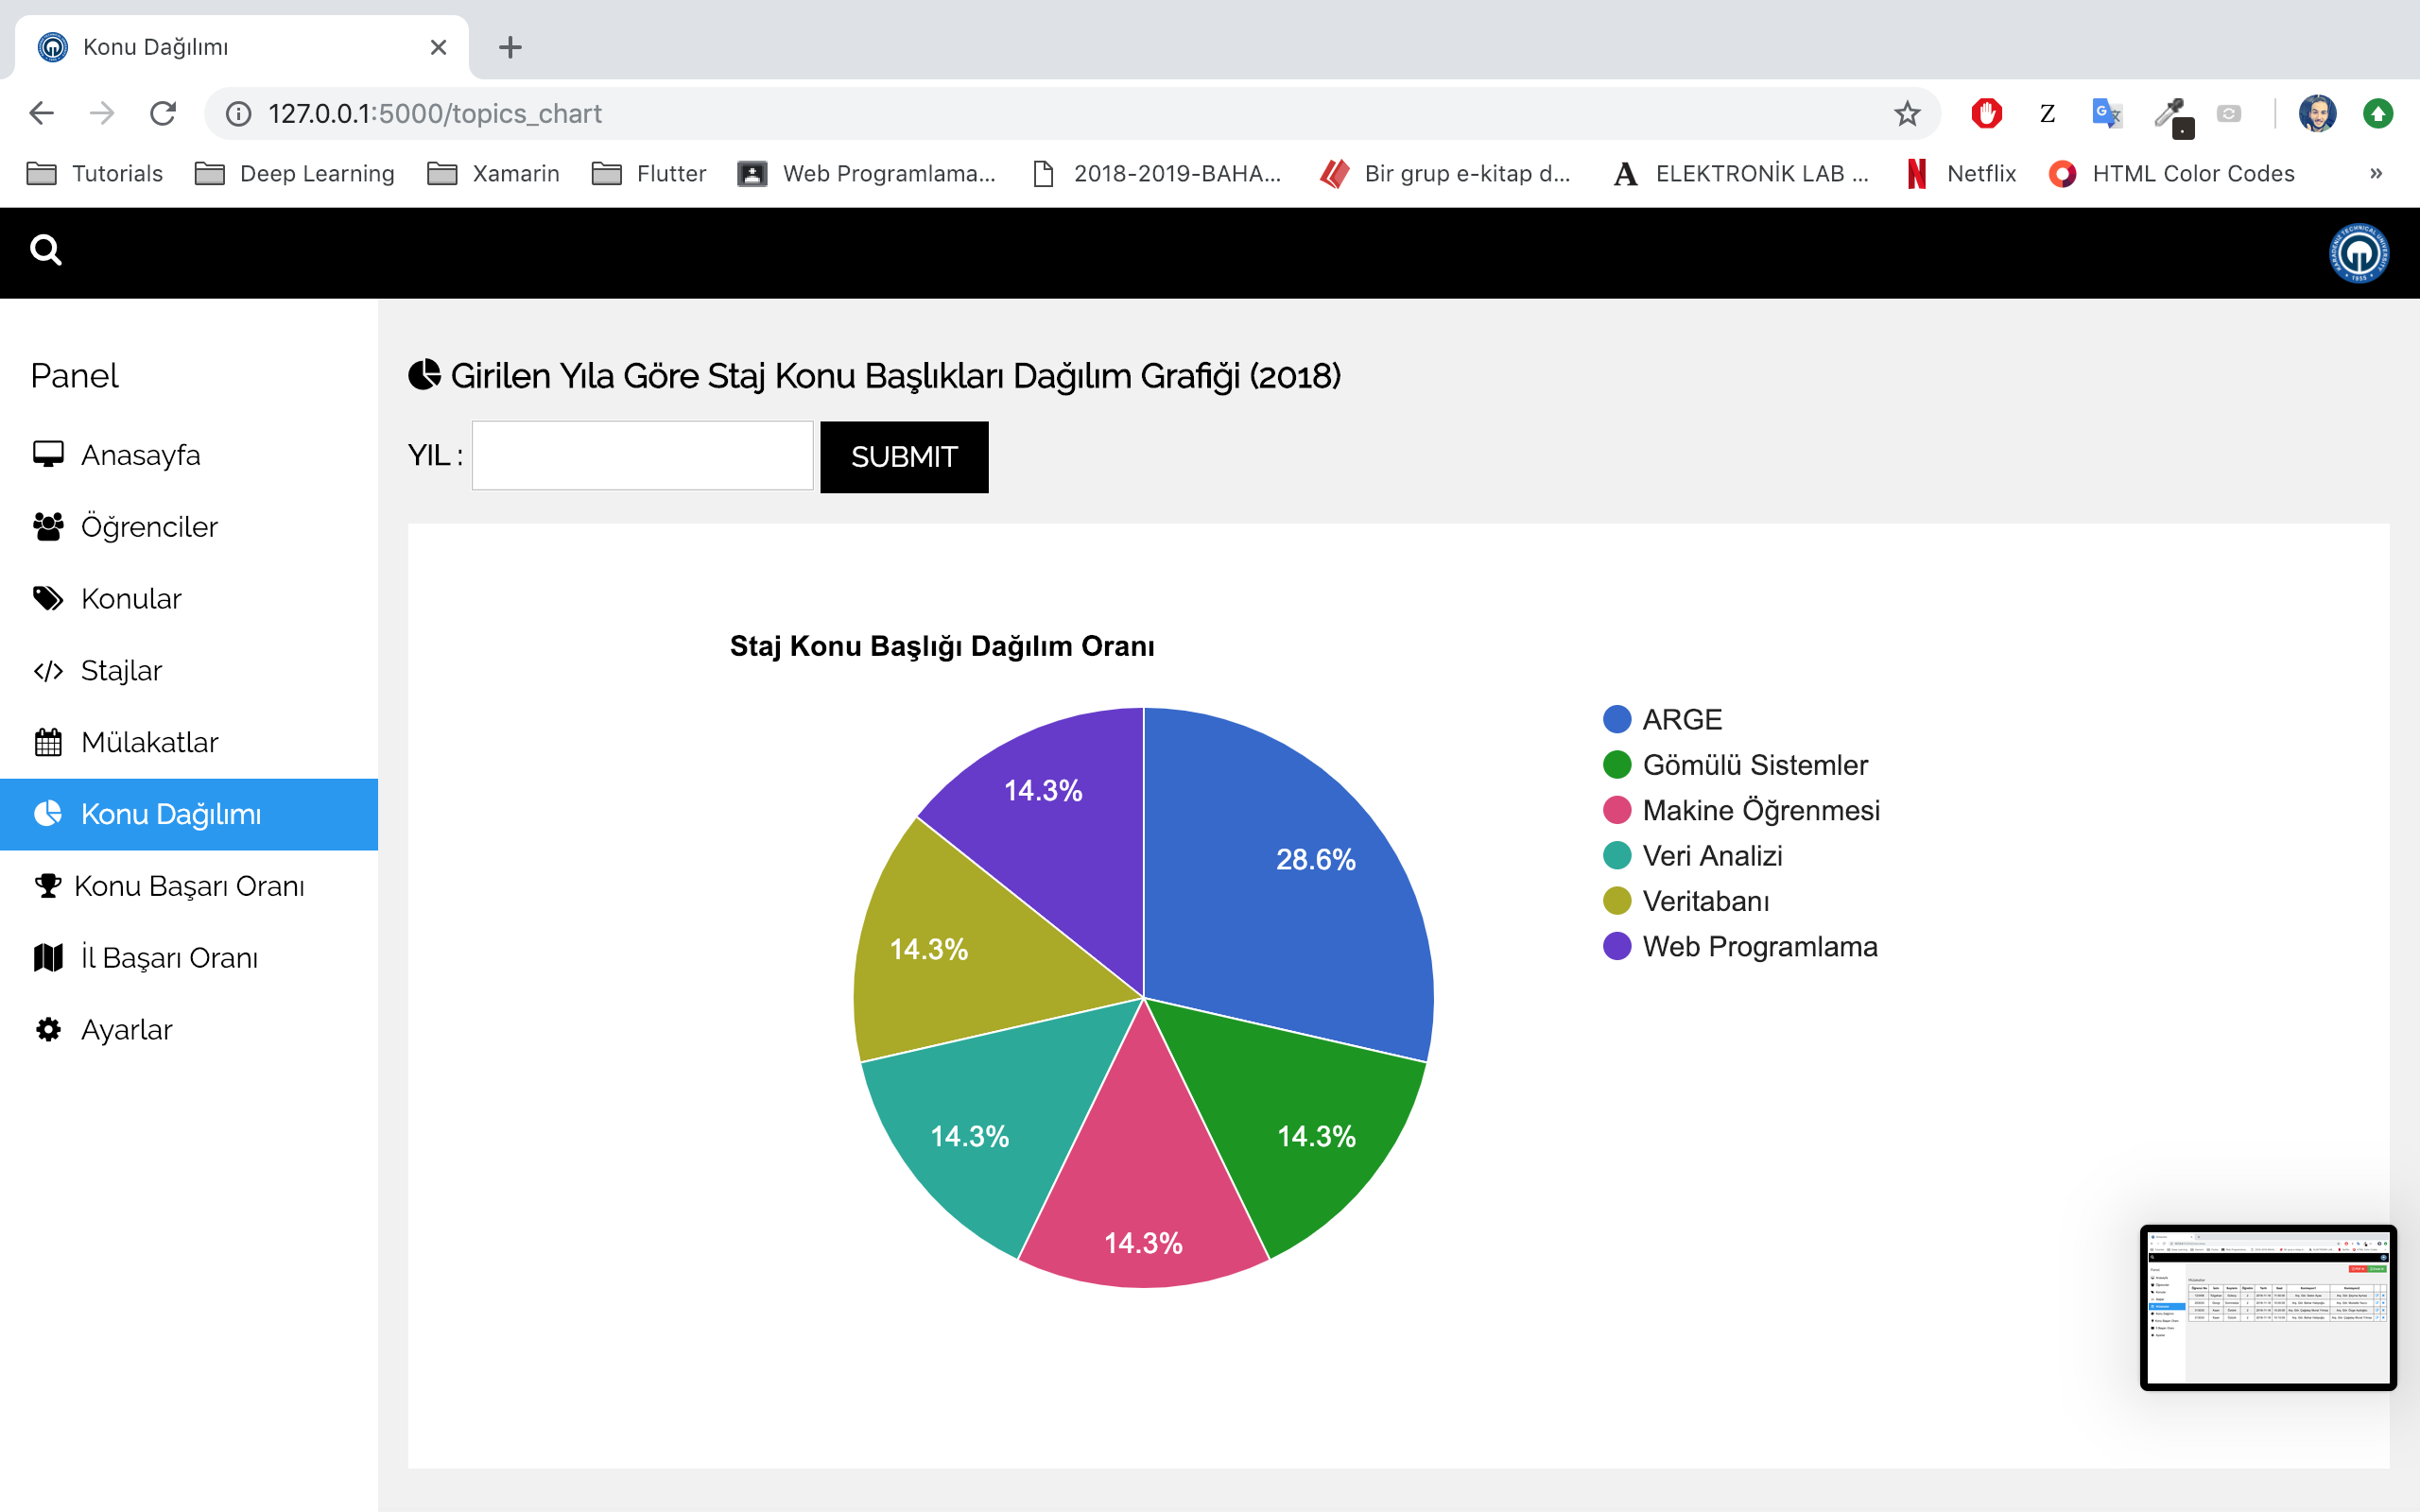 Konu Dağılımı
127.0.0.1:5000/topics_chart
Z
Tutorials
Deep Learning
Xamarin
Flutter
Web Programlama...
2018-2019-BAHA...
Bir grup e-kitap d...
A ELEKTRONİK LAB ...
N Netflix
HTML Color Codes
»
KARADENIZ TECHNICAL UNIVERSITY
1955
Panel
Anasayfa
Öğrenciler
Konular
Stajlar
Mülakatlar
Konu Dağılımı
Konu Başarı Oranı
İl Başarı Oranı
Ayarlar
Girilen Yıla Göre Staj Konu Başlıkları Dağılım Grafiği (2018)
YIL :
SUBMIT
Staj Konu Başlığı Dağılım Oranı
14.3%
28.6%
14.3%
14.3%
14.3%
14.3%
ARGE
Gömülü Sistemler
Makine Öğrenmesi
Veri Analizi
Veritabanı
Web Programlama